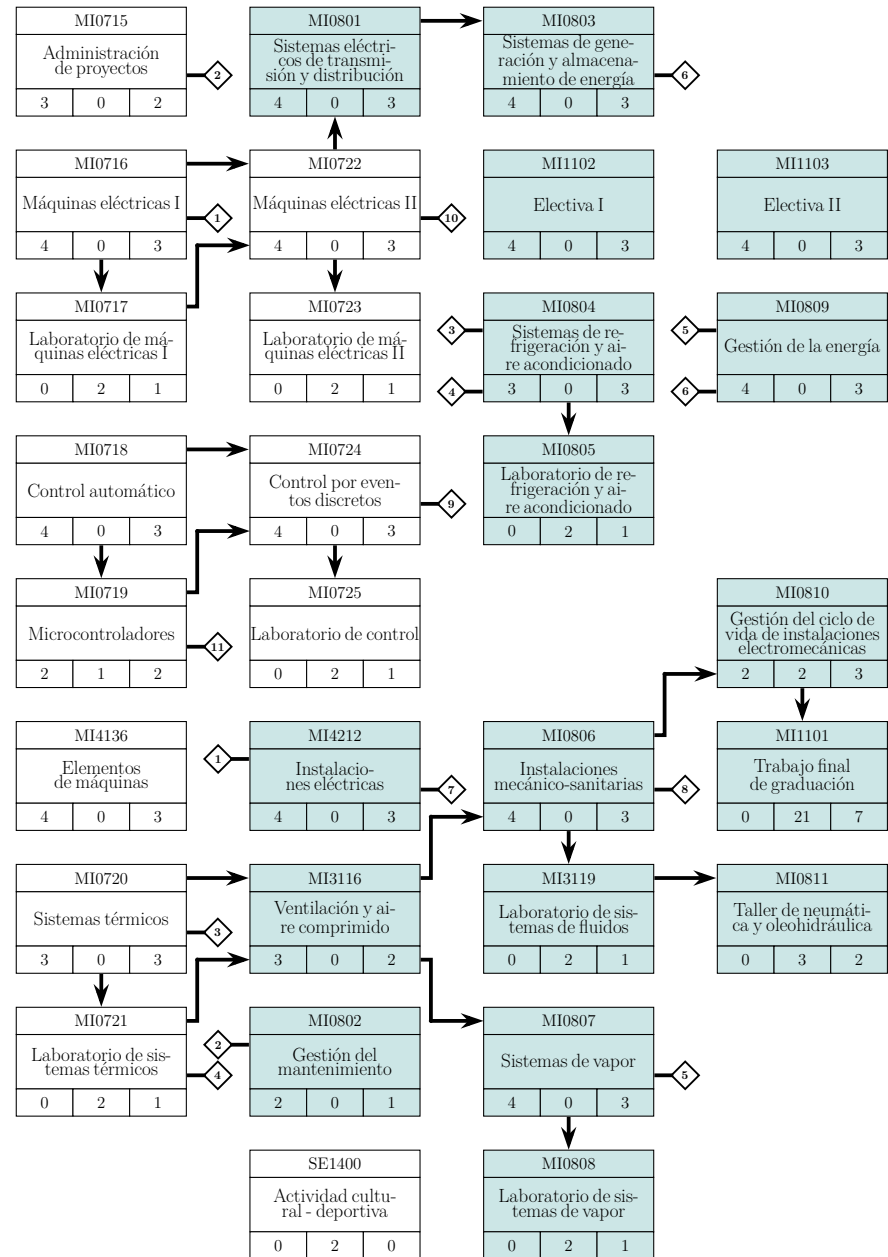 MI0715
Administración
de proyectos
3 0 2
2
MI0801
Sistemas eléctri-
cos de transmi-
sión y distribución
4 0 3
MI0803
Sistemas de gene-
ración y almacena-
miento de energía
4 0 3
6
MI0716
Máquinas eléctricas I
4 0 3
1
MI0722
Máquinas eléctricas II
4 0 3
10
MI1102
Electiva I
4 0 3
MI1103
Electiva II
4 0 3
MI0717
Laboratorio de má-
quinas eléctricas I
0 2 1
MI0723
Laboratorio de má-
quinas eléctricas II
0 2 1
3
4
MI0804
Sistemas de re-
frigeración y ai-
re acondicionado
3 0 3
5
6
MI0809
Gestión de la energía
4 0 3
MI0718
Control automático
4 0 3
MI0724
Control por even-
tos discretos
4 0 3
9
MI0805
Laboratorio de re-
frigeración y ai-
re acondicionado
0 2 1
MI0719
Microcontroladores
2 1 2
11
MI0725
Laboratorio de control
0 2 1
MI0810
Gestión del ciclo de
vida de instalaciones
electromecánicas
2 2 3
MI4136
Elementos
de máquinas
4 0 3
1
MI4212
Instalacio-
nes eléctricas
4 0 3
7
MI0806
Instalaciones
mecánico-sanitarias
4 0 3
8
MI1101
Trabajo final
de graduación
0 21 7
MI0720
Sistemas térmicos
3 0 3
3
MI3116
Ventilación y ai-
re comprimido
3 0 2
MI3119
Laboratorio de sis-
temas de fluidos
0 2 1
MI0811
Taller de neumáti-
ca y oleohidráulica
0 3 2
MI0721
Laboratorio de sis-
temas térmicos
0 2 1
4
2
MI0802
Gestión del
mantenimiento
2 0 1
MI0807
Sistemas de vapor
4 0 3
5
SE1400
Actividad cultu-
ral - deportiva
0 2 0
MI0808
Laboratorio de sis-
temas de vapor
0 2 1